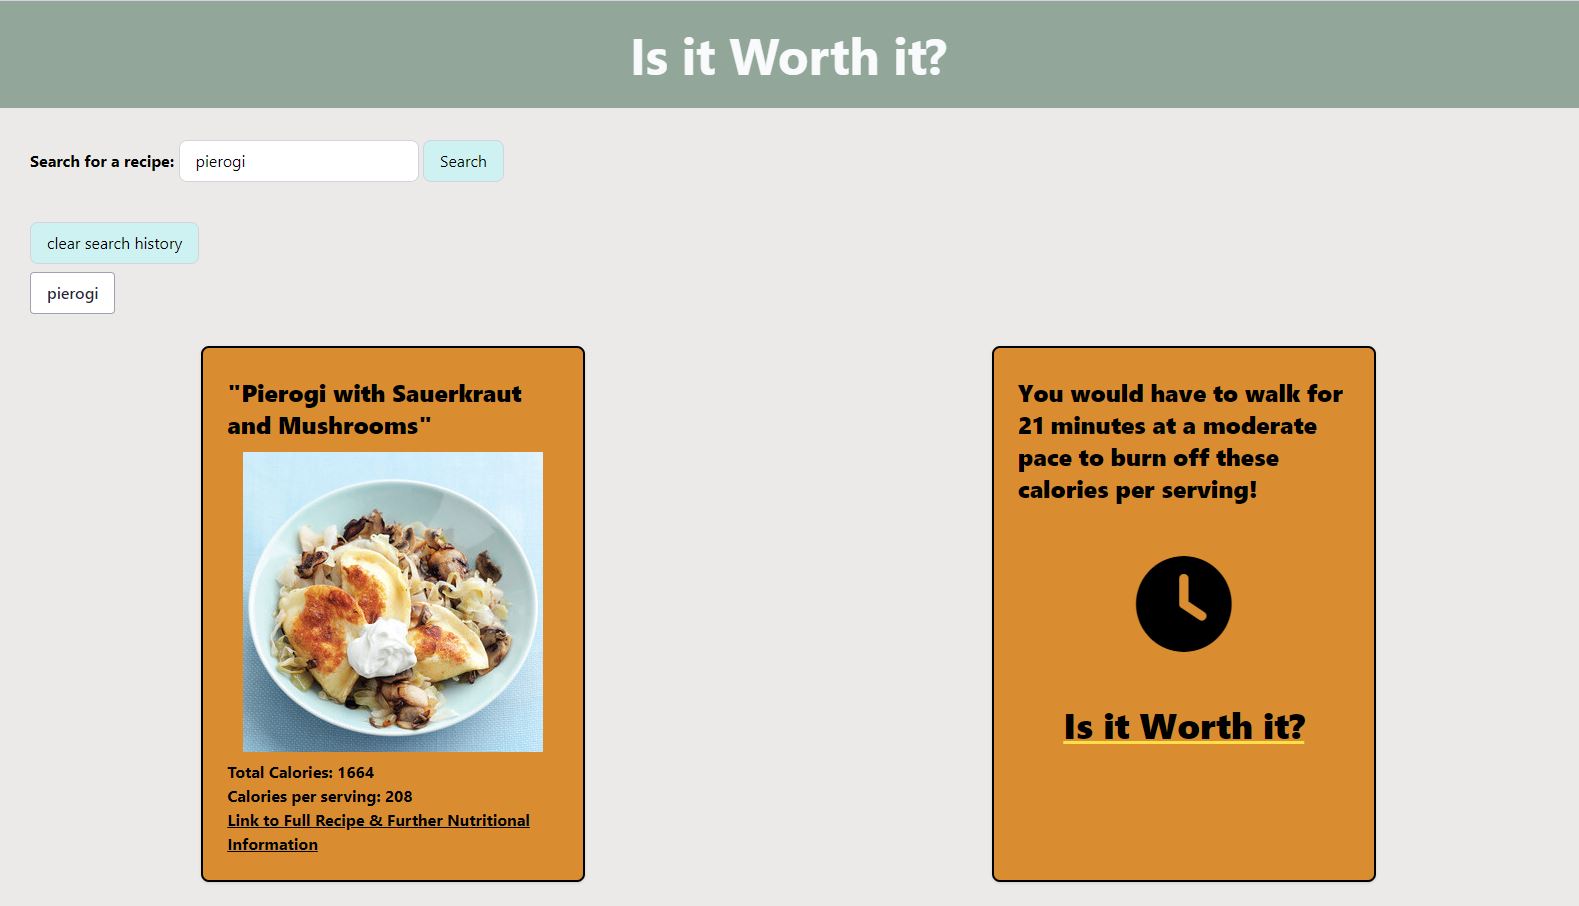 Is it Worth it?
Search for a recipe: pierogi Search
clear search history
pierogi
"Pierogi with Sauerkraut
and Mushrooms"
Total Calories: 1664
Calories per serving: 208
Link to Full Recipe & Further Nutritional
Information
You would have to walk for
21 minutes at a moderate
pace to burn off these
calories per serving!
Is it Worth it?